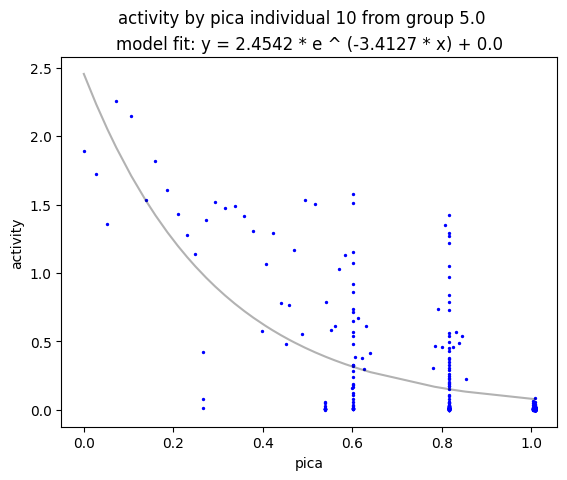 activity by pica individual 10 from group 5.0
model fit: y = 2.4542 * e ^ (-3.4127 * x) + 0.0
2.5
2.0
1.5
1.0
0.5
0.0
activity
0.0 0.2 0.4 0.6 0.8 1.0
pica